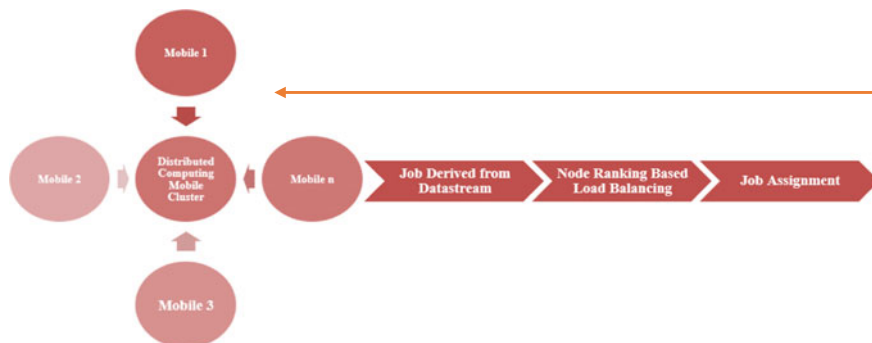 Mobile 1
Mobile 2
Distributed
Computing
Mobile
Cluster
Mobile n
Job Derived from
Datastream
Node Ranking Based
Load Balancing
Job Assignment
Mobile 3